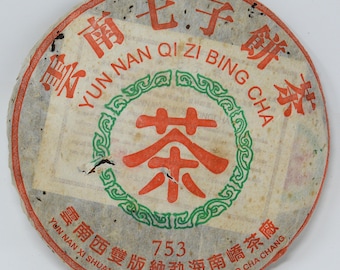 雲南七子餅茶
YUN NAN QI ZI BING CHA
茶
753
雲南西雙版納勐海南嶠茶廠
YUN NAN XI SHUA
CHA CHANG